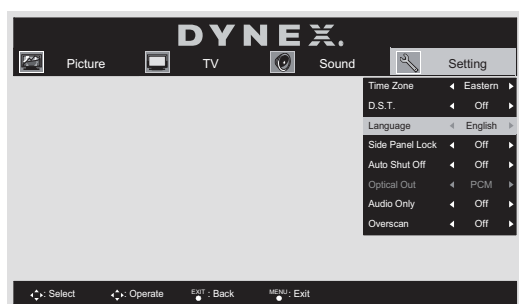 DYNEX.
Picture TV Sound Setting
Time Zone Eastern
D.S.T. Off
Language English
Side Panel Lock Off
Auto Shut Off Off
Optical Out PCM
Audio Only Off
Overscan Off
: Select : Operate EXIT : Back MENU : Exit